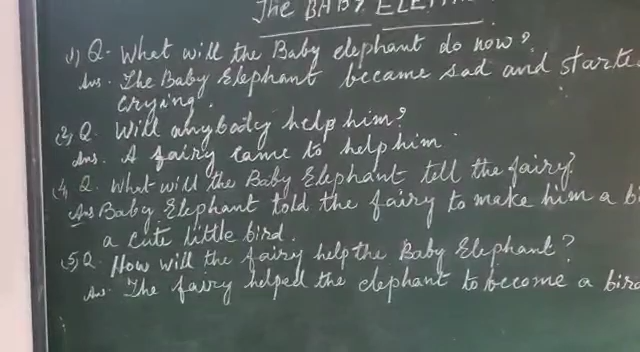 The BABY
(1) Q. What will the Baby elephant do now?
Ans. The Baby Elephant became sad and starte
crying.
(2) Q. Will anybody help him?
Ans. A fairy came to help him.
(4) Q. What will the Baby Elephant tell the fairy?
Ans Baby Elephant told the fairy to make him a bi
a cute little bird.
(5) Q. How will the fairy help the Baby Elephant?
Ans. The fairy helped the elephant to become a bird